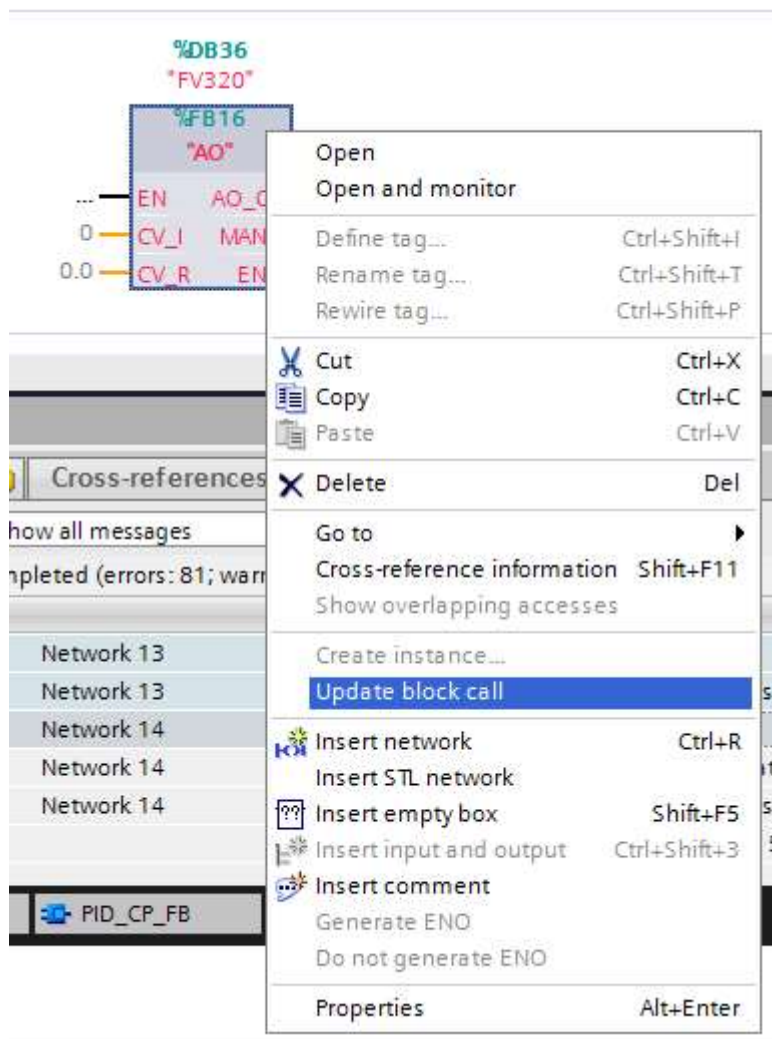 %DB36
"FV320"
%FB16
"AO"
... EN AO_O
0 CV_I MAN
0.0 CV_R EN
Open
Open and monitor
Define tag... Ctrl+Shift+I
Rename tag... Ctrl+Shift+T
Rewire tag... Ctrl+Shift+P
Cut Ctrl+X
Copy Ctrl+C
Paste Ctrl+V
Delete Del
Go to
Cross-reference information Shift+F11
Show overlapping accesses
Create instance...
Update block call
Insert network Ctrl+R
Insert STL network
Insert empty box Shift+F5
Insert input and output Ctrl+Shift+3
Insert comment
Generate ENO
Do not generate ENO
Properties Alt+Enter
Cross-references
how all messages
mpleted (errors: 81; warr
Network 13
Network 13
Network 14
Network 14
Network 14
PID_CP_FB